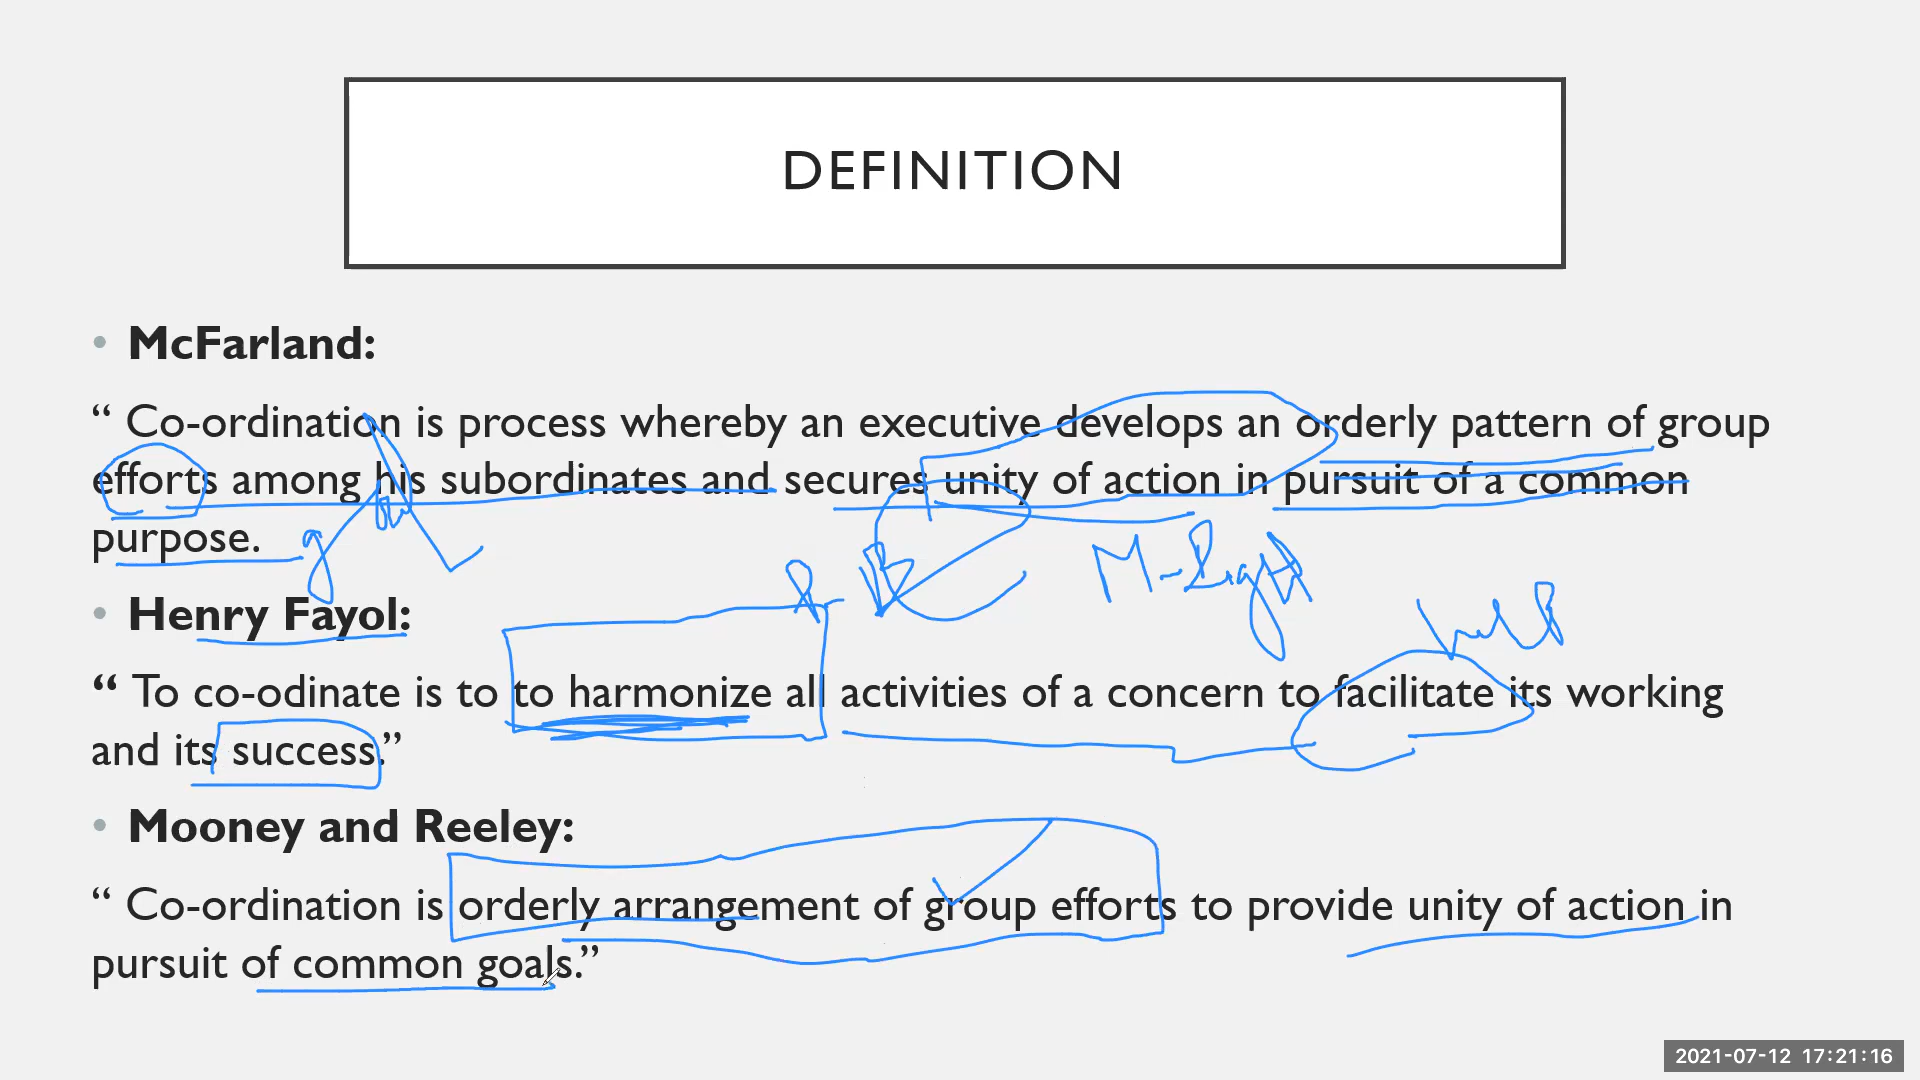 DEFINITION
• McFarland:
“ Co-ordination is process whereby an executive develops an orderly pattern of group
efforts among his subordinates and secures unity of action in pursuit of a common
purpose.
• Henry Fayol:
“ To co-odinate is to to harmonize all activities of a concern to facilitate its working
and its success.”
• Mooney and Reeley:
“ Co-ordination is orderly arrangement of group efforts to provide unity of action in
pursuit of common goals.”
2021-07-12 17:21:16